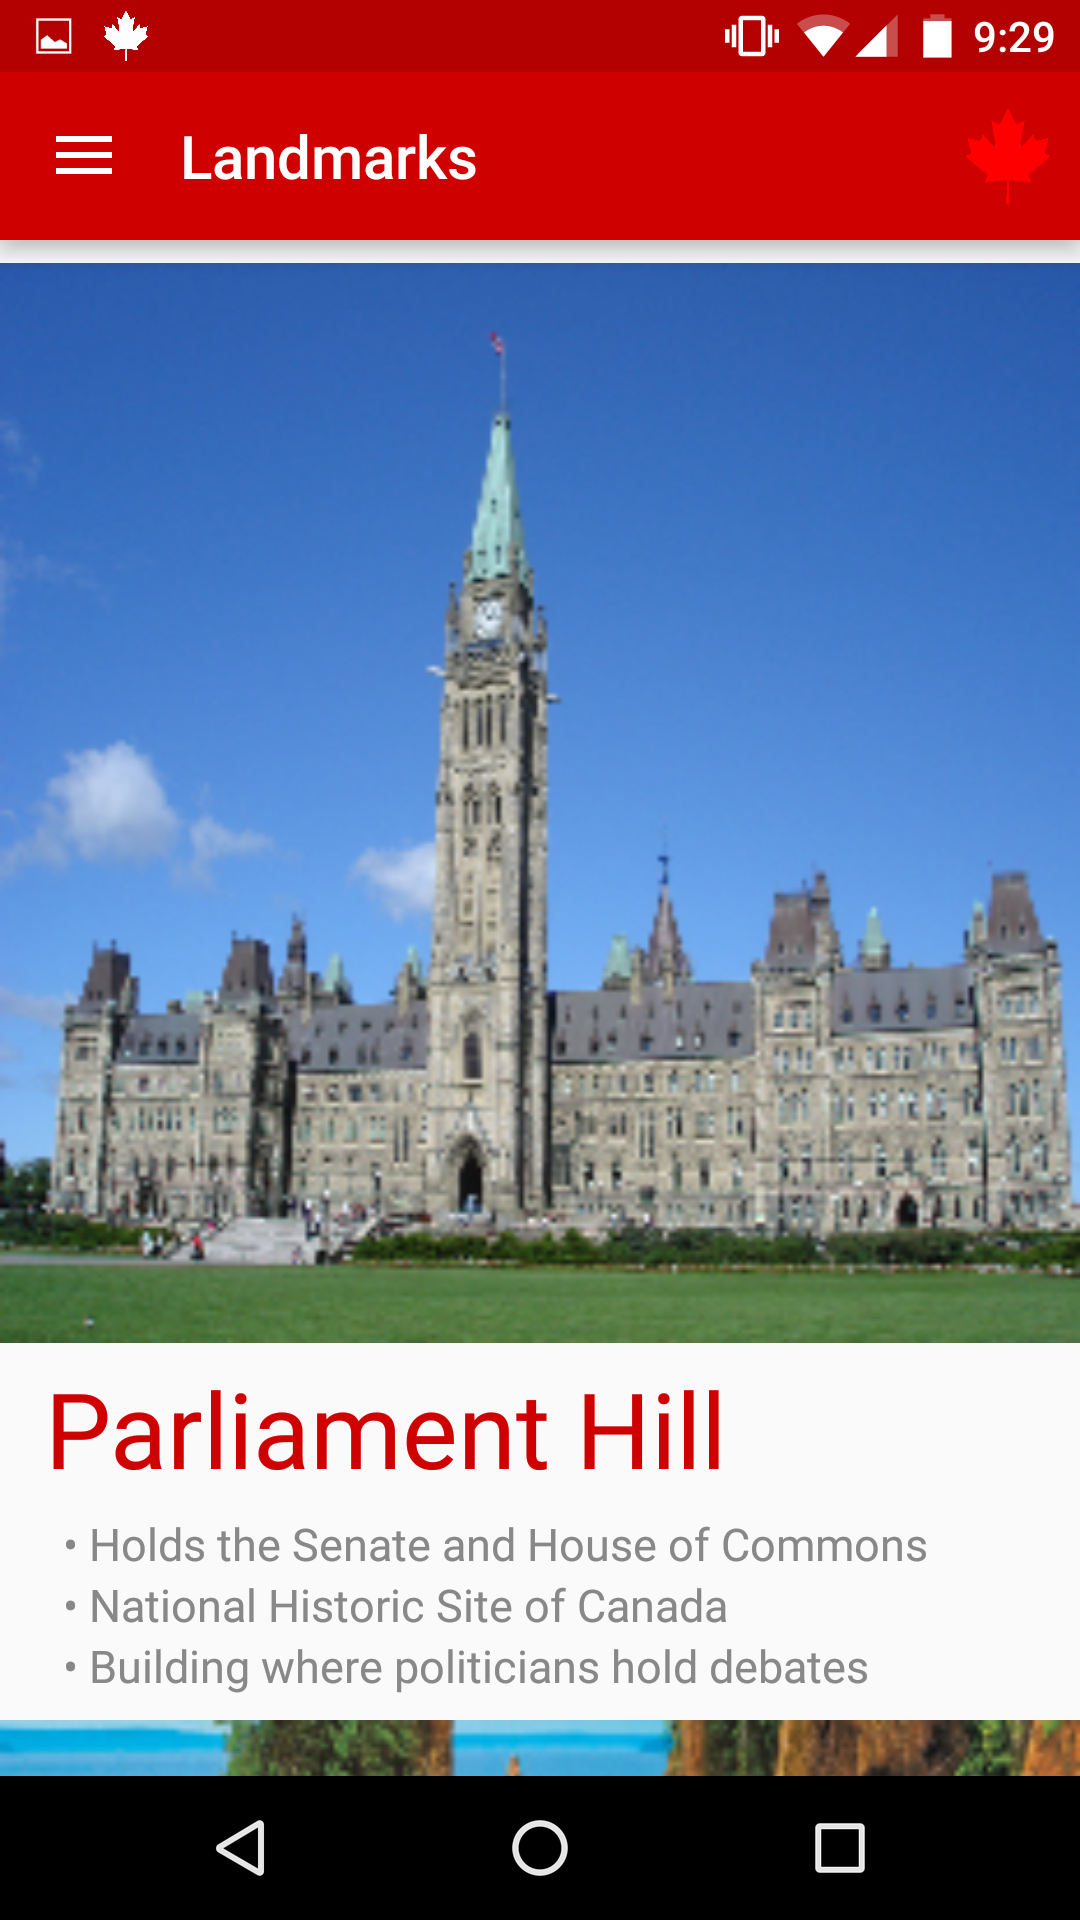 9:29
Landmarks
Parliament Hill
• Holds the Senate and House of Commons
• National Historic Site of Canada
• Building where politicians hold debates